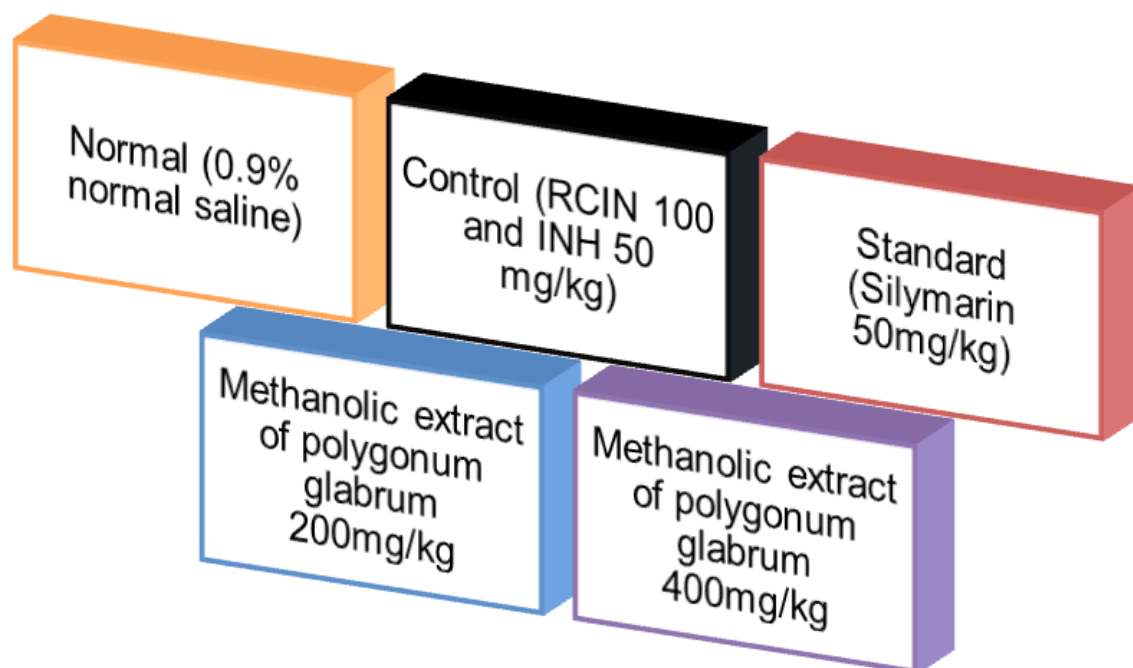 Normal (0.9%
normal saline)
Control (RCIN 100
and INH 50
mg/kg)
Standard
(Silymarin
50mg/kg)
Methanolic extract
of polygonum
glabrum
200mg/kg
Methanolic extract
of polygonum
glabrum
400mg/kg